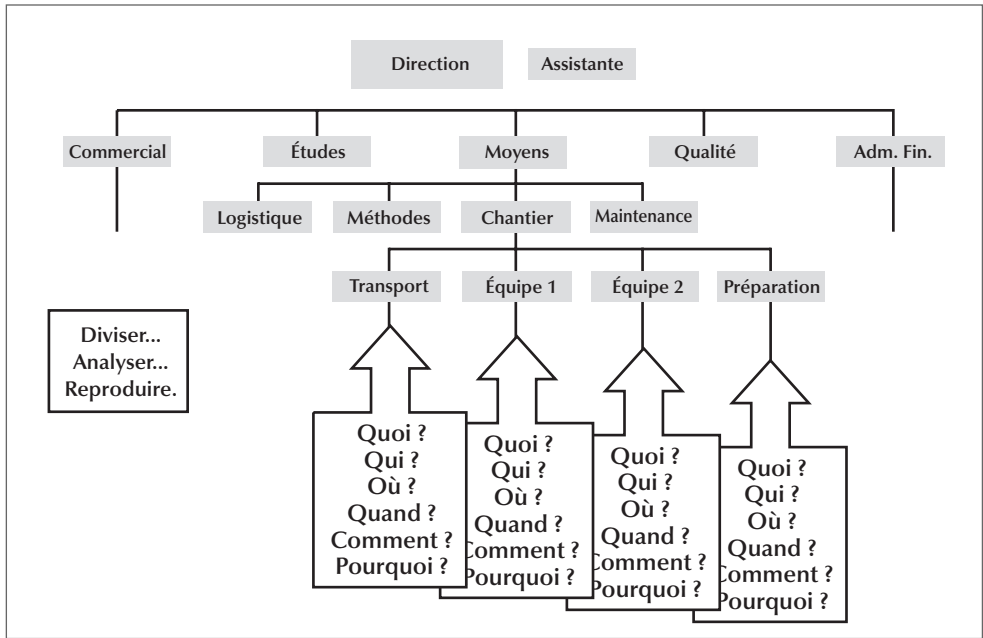 Direction
Assistante
Commercial
Études
Moyens
Qualité
Adm. Fin.
Logistique
Méthodes
Chantier
Maintenance
Transport
Équipe 1
Équipe 2
Préparation
Diviser...
Analyser...
Reproduire.
Quoi ?
Qui ?
Où ?
Quand ?
Comment ?
Pourquoi ?
Quoi ?
Qui ?
Où ?
Quand ?
Comment ?
Pourquoi ?
Quoi ?
Qui ?
Où ?
Quand ?
Comment ?
Pourquoi ?
Quoi ?
Qui ?
Où ?
Quand ?
Comment ?
Pourquoi ?